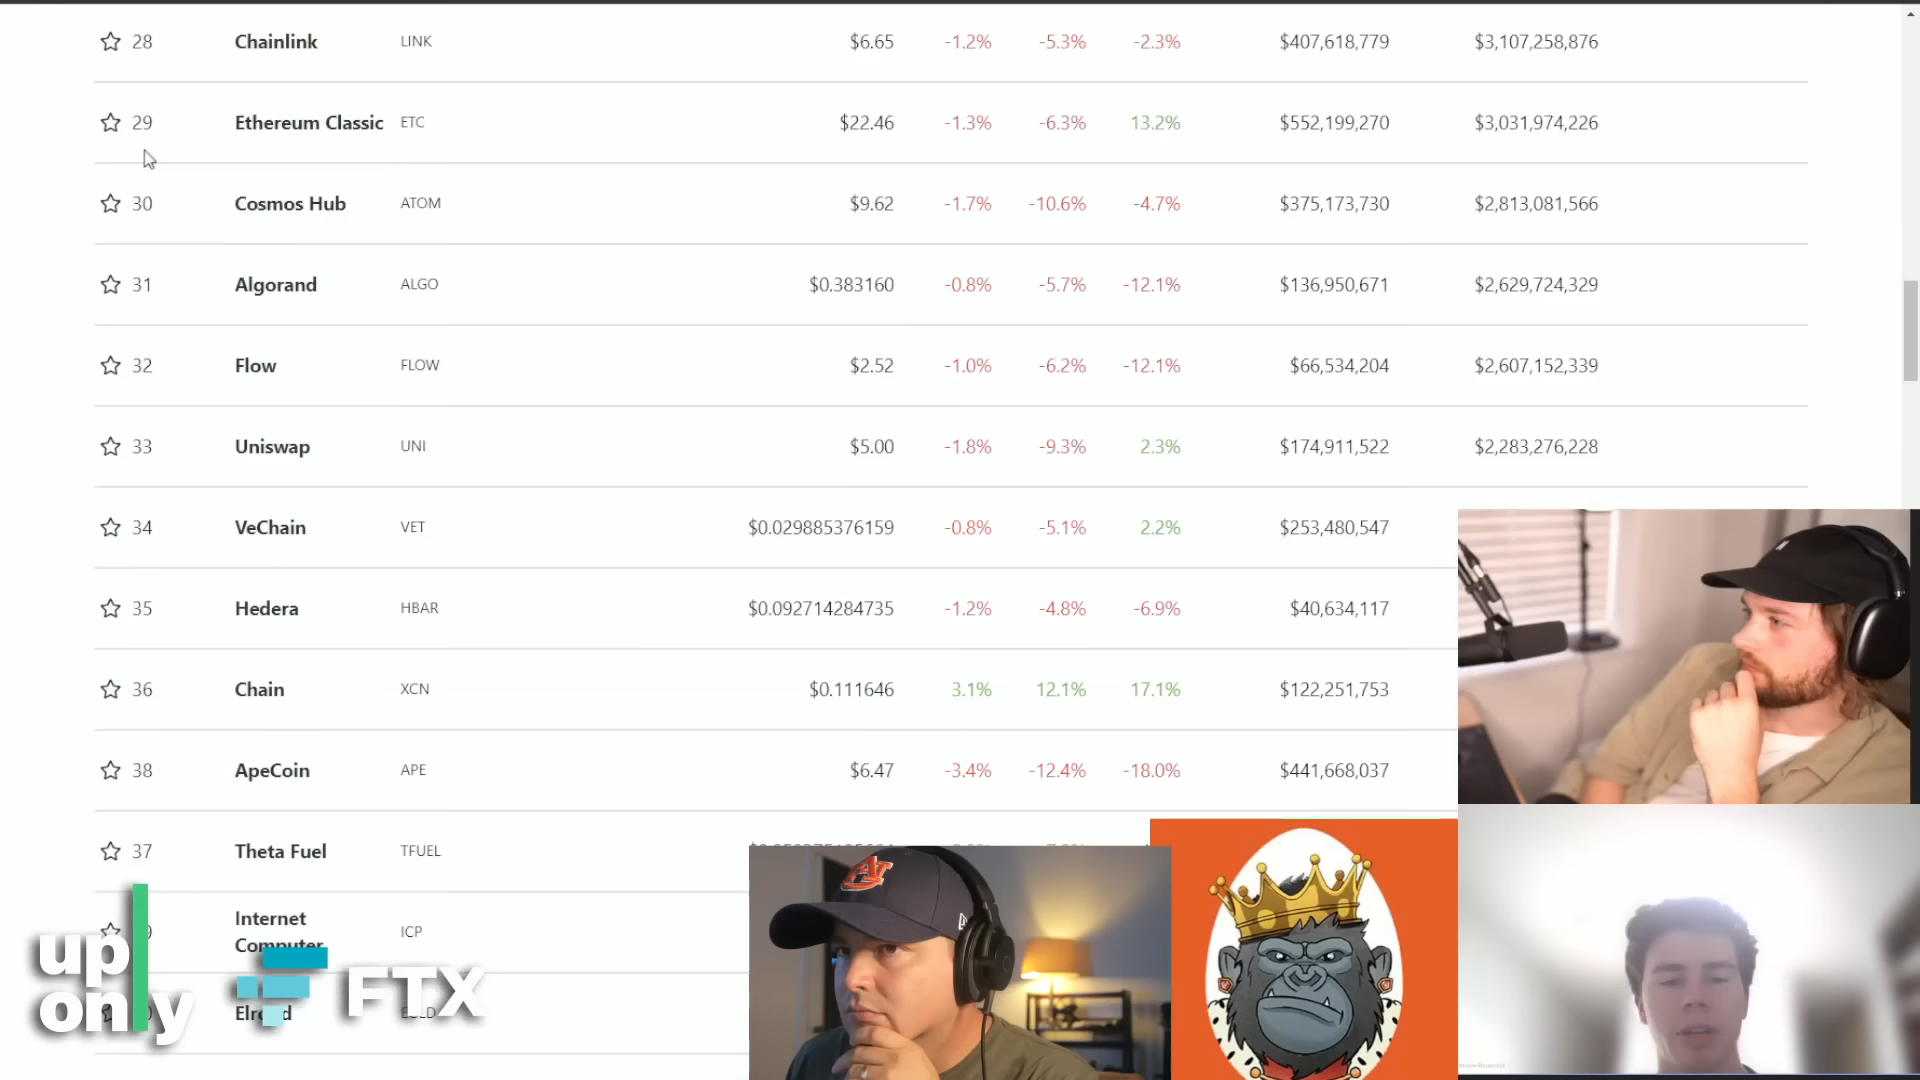 28 Chainlink LINK $6.65 -1.2% -5.3% -2.3% $407,618,779 $3,107,258,876
29 Ethereum Classic ETC $22.46 -1.3% -6.3% 13.2% $552,199,270 $3,031,974,226
30 Cosmos Hub ATOM $9.62 -1.7% -10.6% -4.7% $375,173,730 $2,813,081,566
31 Algorand ALGO $0.383160 -0.8% -5.7% -12.1% $136,950,671 $2,629,724,329
32 Flow FLOW $2.52 -1.0% -6.2% -12.1% $66,534,204 $2,607,152,339
33 Uniswap UNI $5.00 -1.8% -9.3% 2.3% $174,911,522 $2,283,276,228
34 VeChain VET $0.029885376159 -0.8% -5.1% 2.2% $253,480,547
35 Hedera HBAR $0.092714284735 -1.2% -4.8% -6.9% $40,634,117
36 Chain XCN $0.111646 3.1% 12.1% 17.1% $122,251,753
38 ApeCoin APE $6.47 -3.4% -12.4% -18.0% $441,668,037
37 Theta Fuel TFUEL
Internet
Computer ICP
up
only
FTX